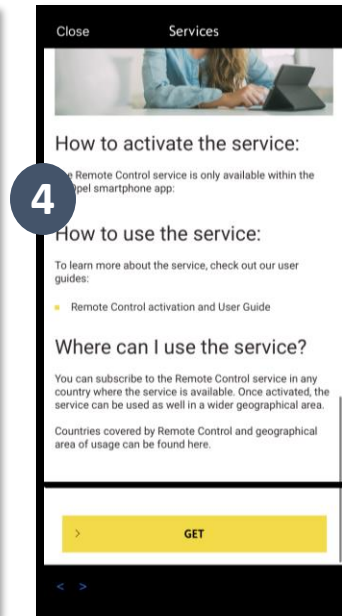 Close Services
How to activate the service:
Remote Control service is only available within the
smartphone app:
4
How to use the service:
To learn more about the service, check out our user
guides:
Remote Control activation and User Guide
Where can I use the service?
You can subscribe to the Remote Control service in any
country where the service is available. Once activated, the
service can be used as well in a wider geographical area.
Countries covered by Remote Control and geographical
area of usage can be found here.
> GET
< >